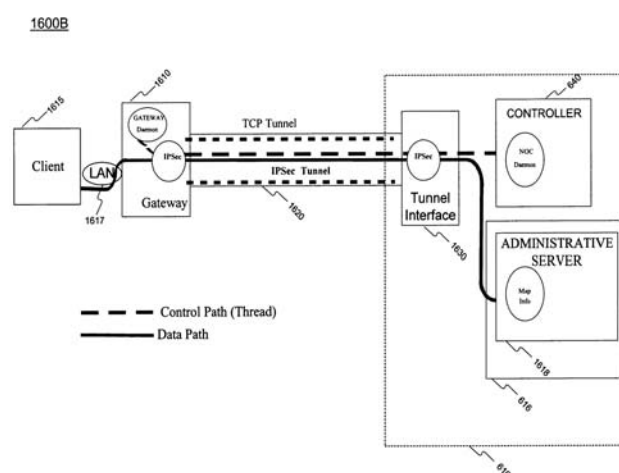 1600B
1610
1615
640
GATEWAY
Daemon
TCP Tunnel
CONTROLLER
Client
LAN
IPSec
IPSec
NOC
Daemon
IPSec Tunnel
Gateway
Tunnel
Interface
1617
1620
1630
ADMINISTRATIVE
SERVER
Map
Info
Control Path (Thread)
Data Path
1618
616